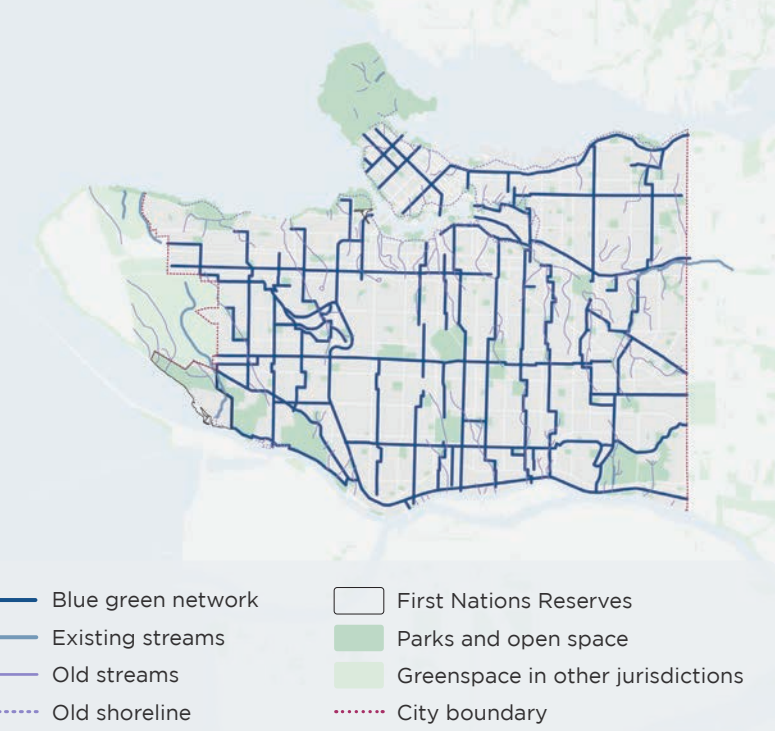 Blue green network
Existing streams
Old streams
Old shoreline
First Nations Reserves
Parks and open space
Greenspace in other jurisdictions
City boundary